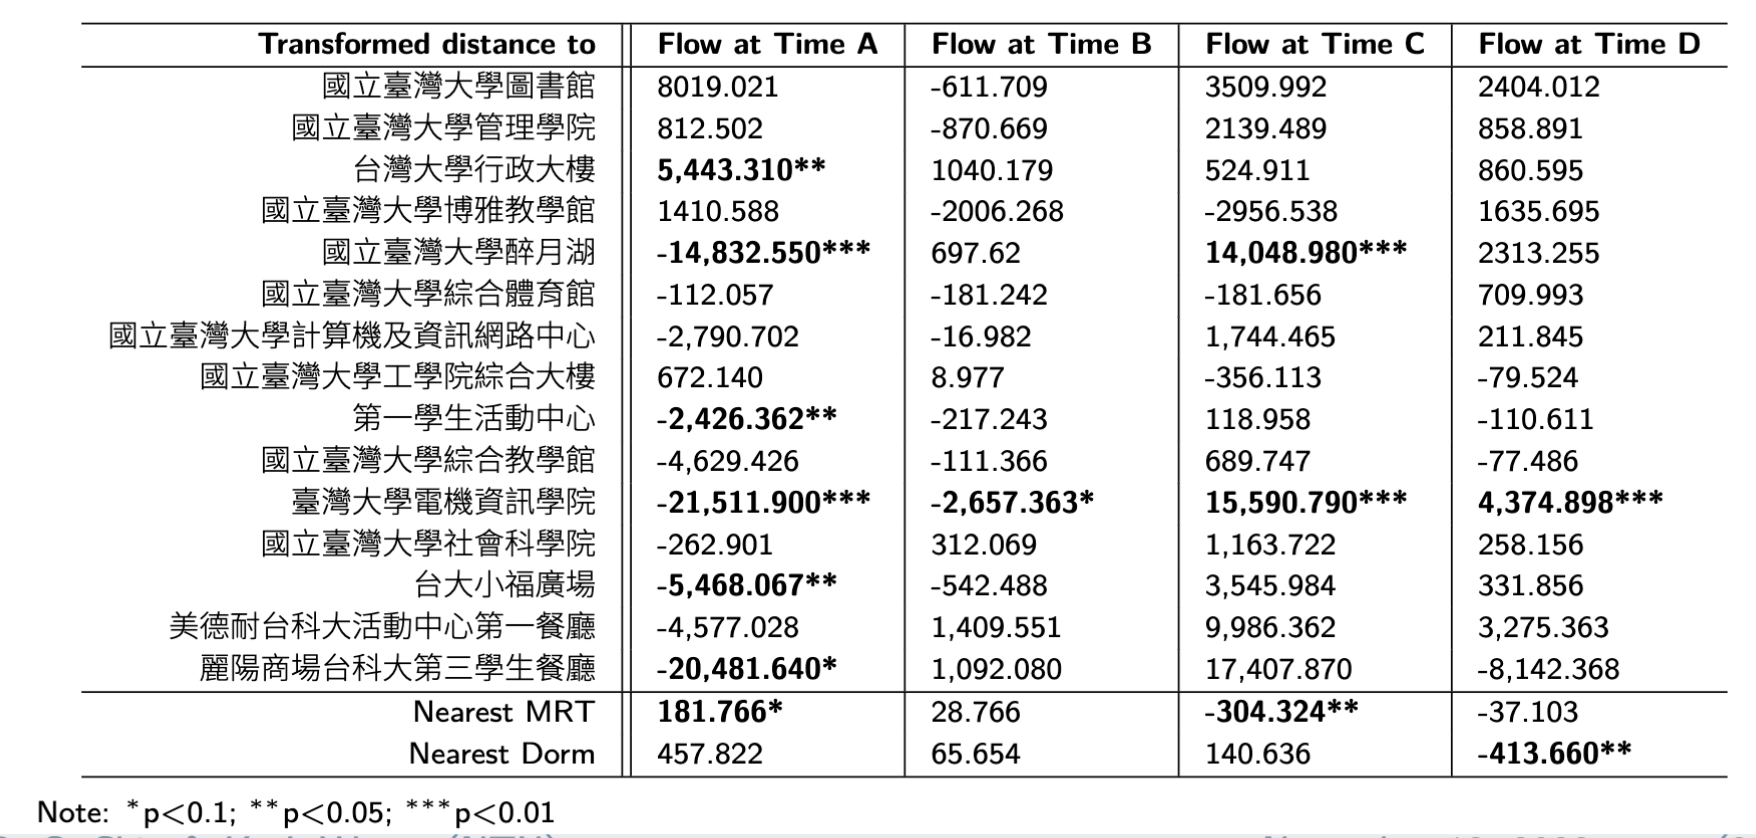 Transformed distance to Flow at Time A Flow at Time B Flow at Time C Flow at Time D
國立臺灣大學圖書館 8019.021 -611.709 3509.992 2404.012
國立臺灣大學管理學院 812.502 -870.669 2139.489 858.891
台灣大學行政大樓 5,443.310** 1040.179 524.911 860.595
國立臺灣大學博雅教學館 1410.588 -2006.268 -2956.538 1635.695
國立臺灣大學醉月湖 -14,832.550*** 697.62 14,048.980*** 2313.255
國立臺灣大學綜合體育館 -112.057 -181.242 -181.656 709.993
國立臺灣大學計算機及資訊網路中心 -2,790.702 -16.982 1,744.465 211.845
國立臺灣大學工學院綜合大樓 672.140 8.977 -356.113 -79.524
第一學生活動中心 -2,426.362** -217.243 118.958 -110.611
國立臺灣大學綜合教學館 -4,629.426 -111.366 689.747 -77.486
臺灣大學電機資訊學院 -21,511.900*** -2,657.363* 15,590.790*** 4,374.898***
國立臺灣大學社會科學院 -262.901 312.069 1,163.722 258.156
台大小福廣場 -5,468.067** -542.488 3,545.984 331.856
美德耐台科大活動中心第一餐廳 -4,577.028 1,409.551 9,986.362 3,275.363
麗陽商場台科大第三學生餐廳 -20,481.640* 1,092.080 17,407.870 -8,142.368
Nearest MRT 181.766* 28.766 -304.324** -37.103
Nearest Dorm 457.822 65.654 140.636 -413.660**
Note: *p<0.1; **p<0.05; ***p<0.01